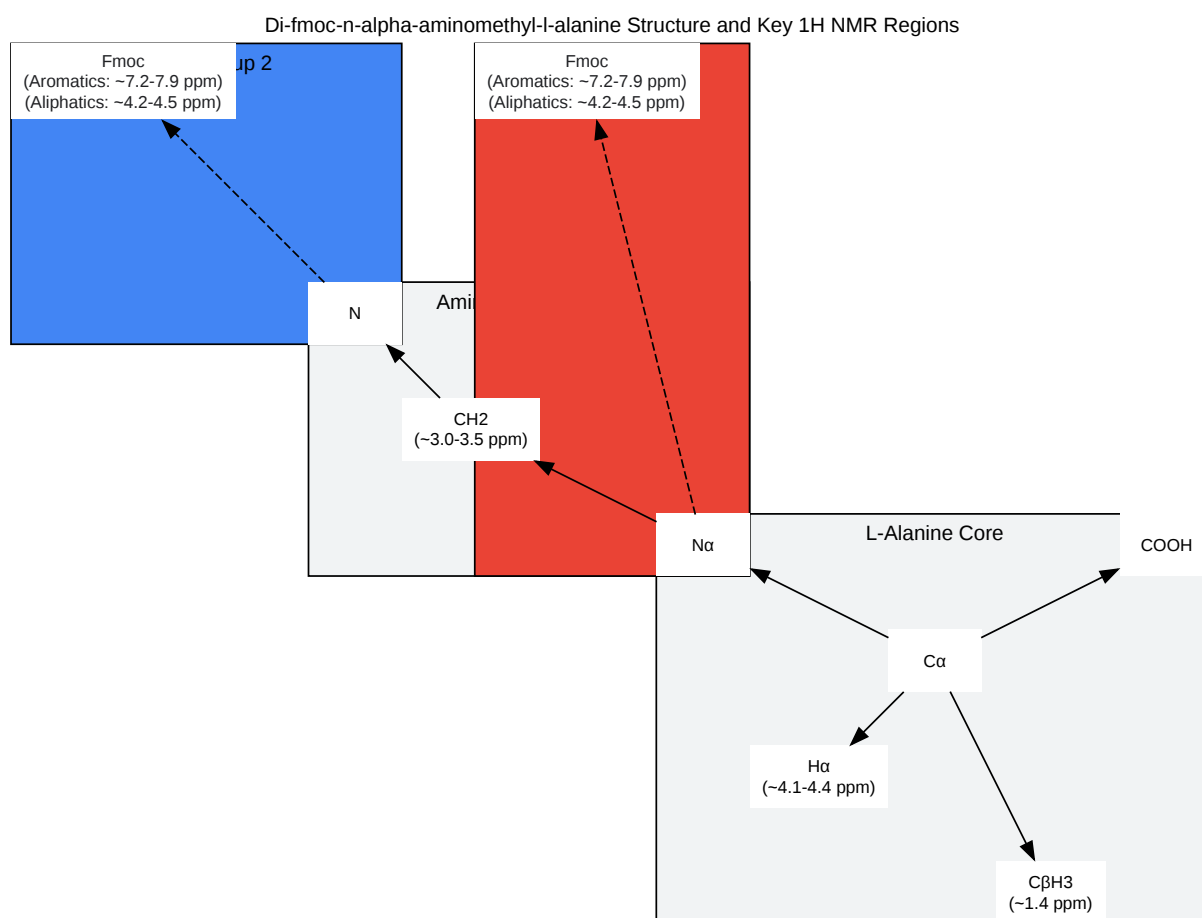 Di-fmoc-n-alpha-aminomethyl-l-alanine Structure and Key 1H NMR Regions
Fmoc
(Aromatics: ~7.2-7.9 ppm)
(Aliphatics: ~4.2-4.5 ppm)
2
Fmoc
(Aromatics: ~7.2-7.9 ppm)
(Aliphatics: ~4.2-4.5 ppm)
N
CH2
(~3.0-3.5 ppm)
Nα
L-Alanine Core
COOH
Cα
Hα
(~4.1-4.4 ppm)
CβH3
(~1.4 ppm)